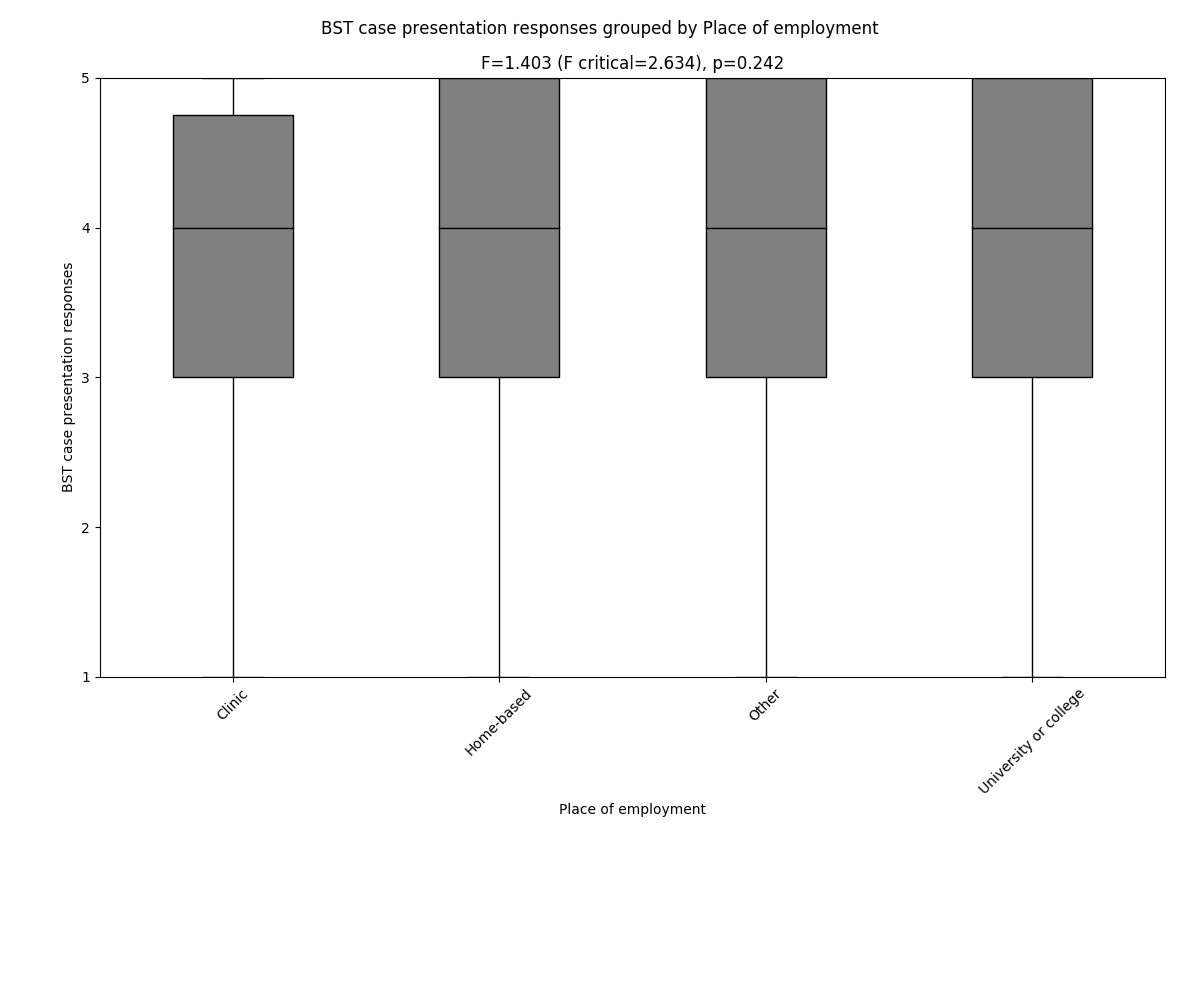 BST case presentation responses grouped by Place of employment
F=1.403 (F critical=2.634), p=0.242
BST case presentation responses
5
4
3
2
1
Clinic
Home-based
Other
University or college
Place of employment